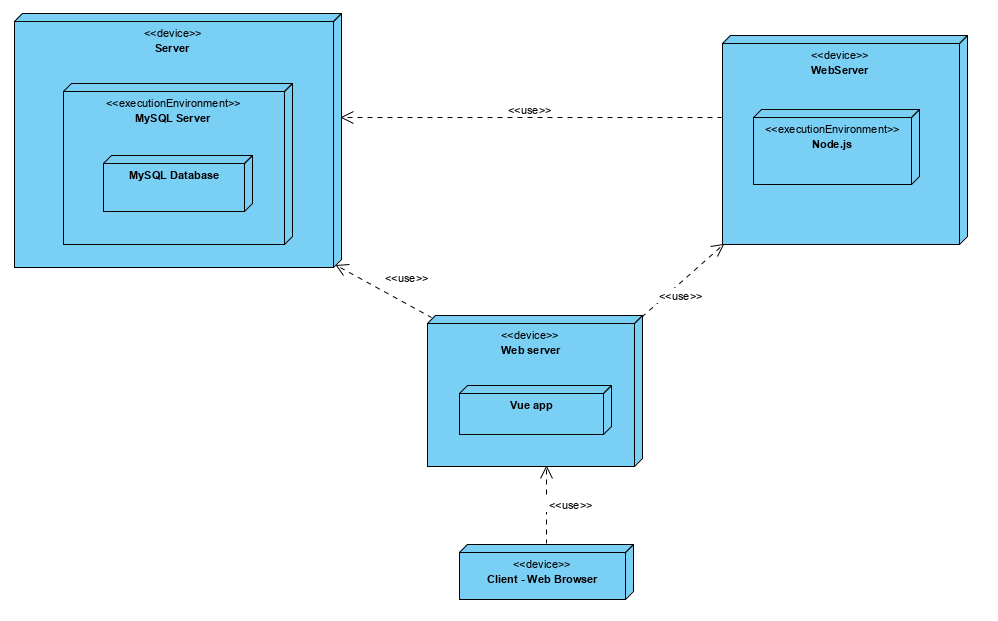 <<device>>
Server
<<executionEnvironment>>
MySQL Server
MySQL Database
<<use>>
<<device>>
WebServer
<<executionEnvironment>>
Node.js
<<use>>
<<use>>
<<device>>
Web server
Vue app
<<use>>
<<device>>
Client - Web Browser